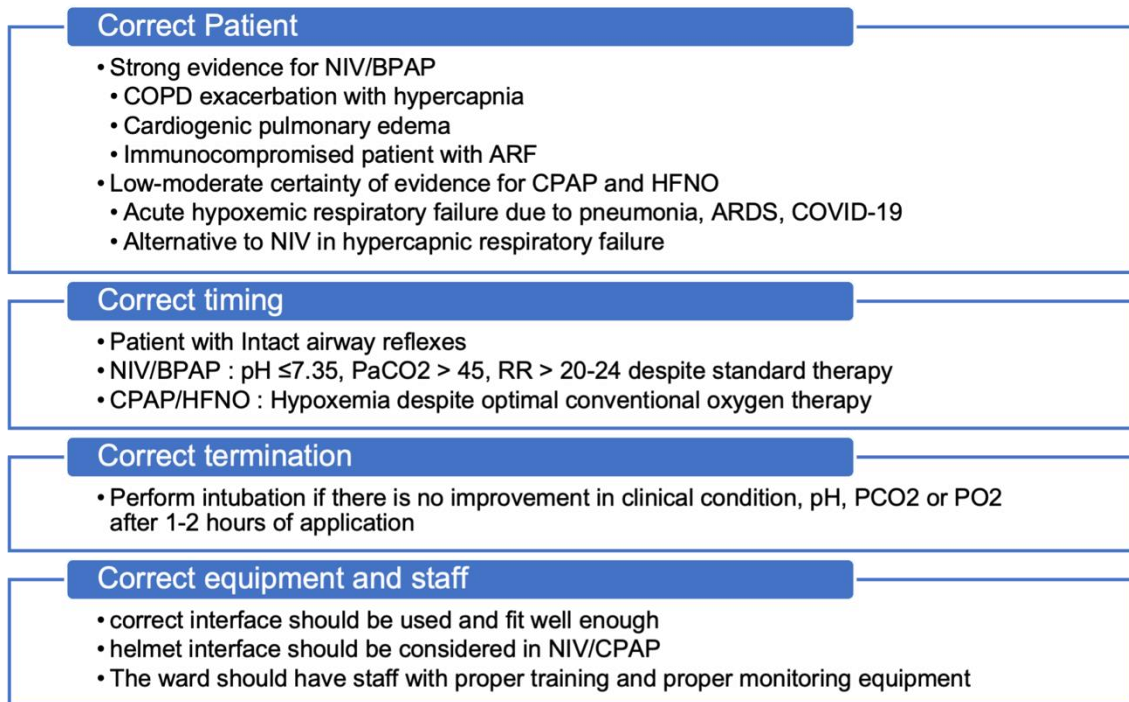 Correct Patient
• Strong evidence for NIV/BPAP
• COPD exacerbation with hypercapnia
• Cardiogenic pulmonary edema
• Immunocompromised patient with ARF
• Low-moderate certainty of evidence for CPAP and HFNO
• Acute hypoxemic respiratory failure due to pneumonia, ARDS, COVID-19
• Alternative to NIV in hypercapnic respiratory failure
Correct timing
• Patient with Intact airway reflexes
• NIV/BPAP : pH ≤7.35, PaCO2 > 45, RR > 20-24 despite standard therapy
• CPAP/HFNO : Hypoxemia despite optimal conventional oxygen therapy
Correct termination
• Perform intubation if there is no improvement in clinical condition, pH, PCO2 or PO2
after 1-2 hours of application
Correct equipment and staff
• correct interface should be used and fit well enough
• helmet interface should be considered in NIV/CPAP
• The ward should have staff with proper training and proper monitoring equipment